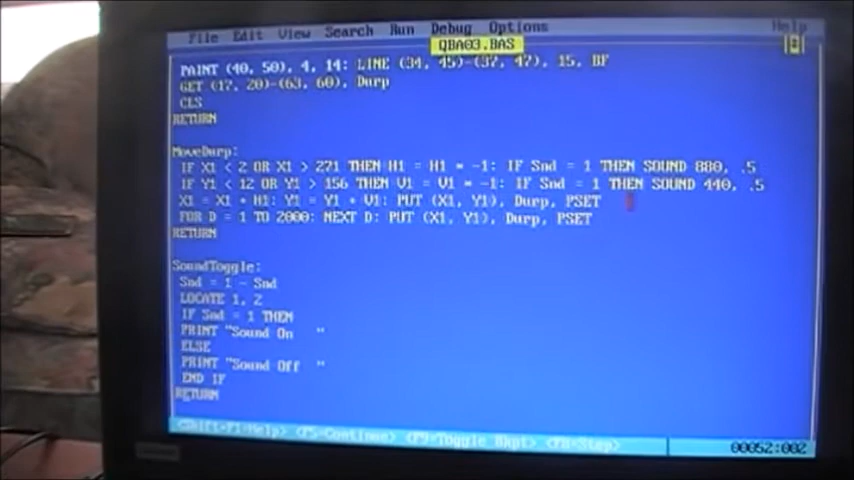 File Edit View Search Run Debug Options Help
QBA03.BAS
PAINT (40, 50), 4, 14: LINE (34, 45)-(37, 47), 15, BF
GET (17, 20)-(63, 60), Durp
CLS
RETURN
MoveDurp:
IF X1 < 2 OR X1 > 271 THEN H1 = H1 * -1: IF Snd = 1 THEN SOUND 880, .5
IF Y1 < 12 OR Y1 > 156 THEN V1 = V1 * -1: IF Snd = 1 THEN SOUND 440, .5
X1 = X1 + H1: Y1 = Y1 + V1: PUT (X1, Y1), Durp, PSET
FOR D = 1 TO 2000: NEXT D: PUT (X1, Y1), Durp, PSET
RETURN
SoundToggle:
Snd = 1 - Snd
LOCATE 1, 2
IF Snd = 1 THEN
PRINT "Sound On   "
ELSE
PRINT "Sound Off  "
END IF
RETURN
<Shift+F1=Help> <F5=Continue> <F9=Toggle Bkpt> <F8=Step> 00052:002